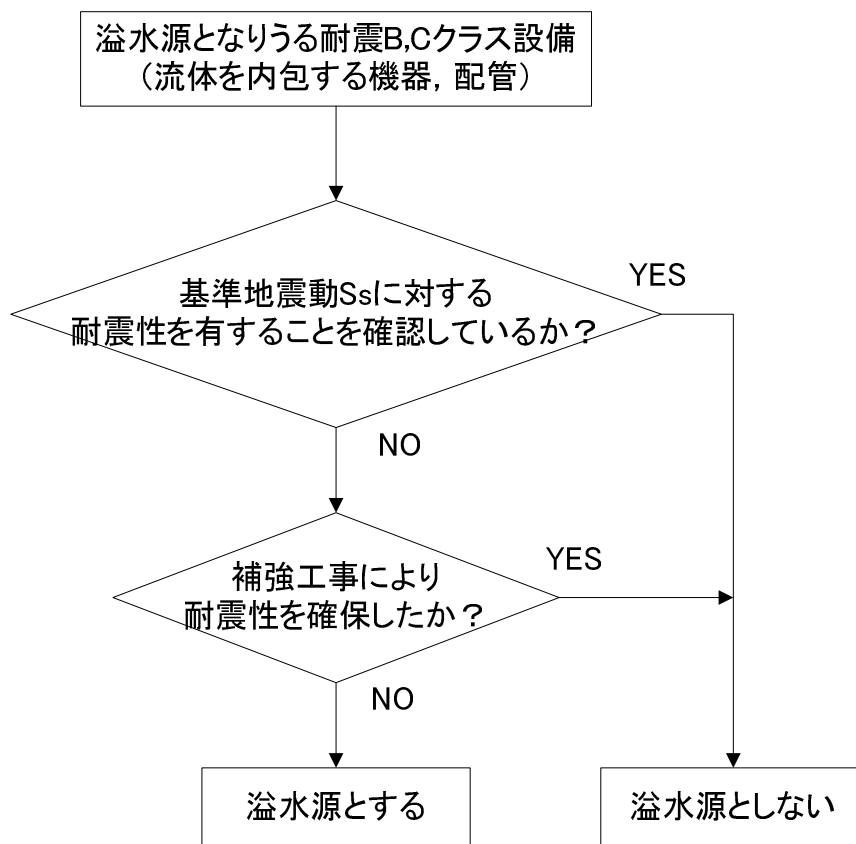 溢水源となりうる耐震B,Cクラス設備
（流体を内包する機器，配管）
基準地震動Ssに対する
耐震性を有することを確認しているか？
YES
NO
補強工事により
耐震性を確保したか？
YES
NO
溢水源とする
溢水源としない